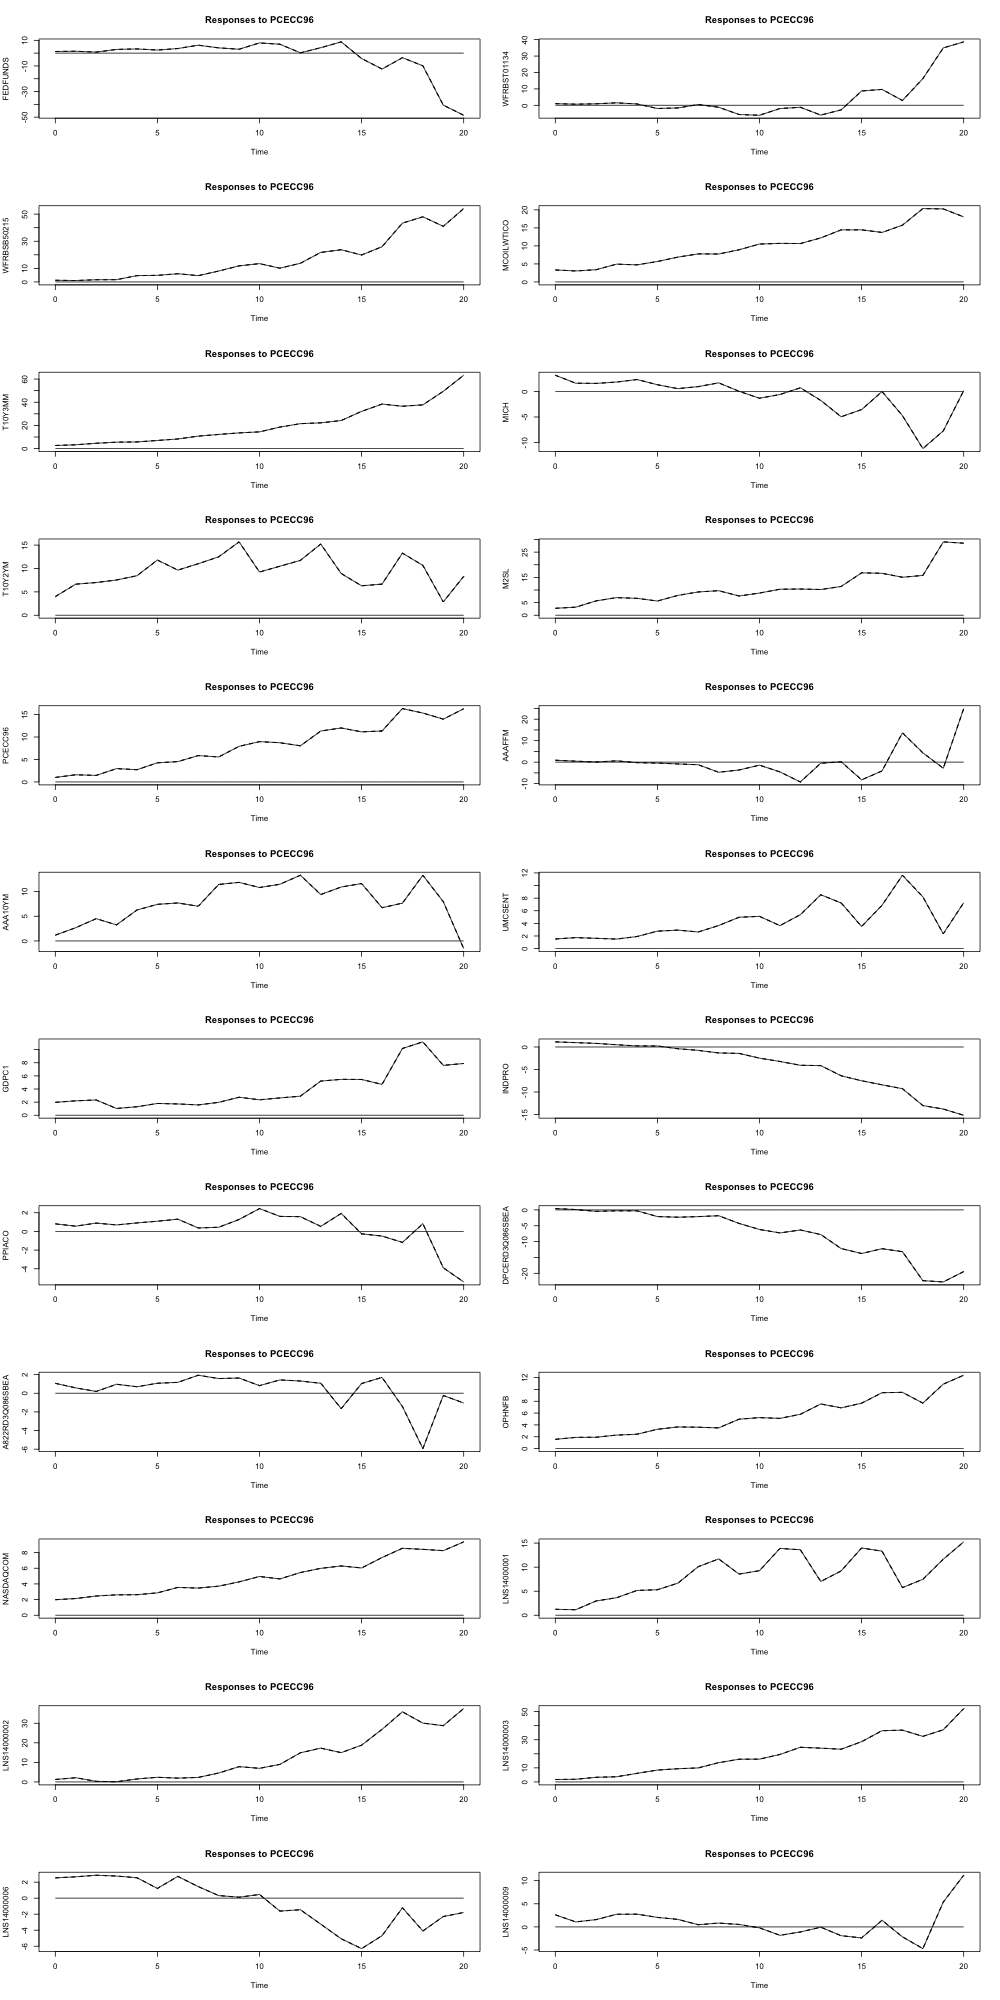 Responses to PCECC96
FEDFUNDS
10 -10 -30 -50
0 5 10 15 20
Time
Responses to PCECC96
WFRBST01134
40 30 20 10 0
0 5 10 15 20
Time
Responses to PCECC96
WFRBSB50215
50 30 10 0
0 5 10 15 20
Time
Responses to PCECC96
MCOILWTICO
20 15 10 5 0
0 5 10 15 20
Time
Responses to PCECC96
T10Y3MM
60 40 20 0
0 5 10 15 20
Time
Responses to PCECC96
MICH
0 -5 -10
0 5 10 15 20
Time
Responses to PCECC96
T10Y2YM
15 10 5 0
0 5 10 15 20
Time
Responses to PCECC96
M2SL
25 15 5 0
0 5 10 15 20
Time
Responses to PCECC96
PCECC96
15 10 5 0
0 5 10 15 20
Time
Responses to PCECC96
AAAFFM
20 10 0 -10
0 5 10 15 20
Time
Responses to PCECC96
AAA10YM
10 5 0
0 5 10 15 20
Time
Responses to PCECC96
UMCSENT
12 8 6 4 2 0
0 5 10 15 20
Time
Responses to PCECC96
GDPC1
8 6 4 2 0
0 5 10 15 20
Time
Responses to PCECC96
INDPRO
0 -5 -10 -15
0 5 10 15 20
Time
Responses to PCECC96
PPIACO
2 0 -2 -4
0 5 10 15 20
Time
Responses to PCECC96
DPCERD3Q086SBEA
0 -5 -10 -20
0 5 10 15 20
Time
Responses to PCECC96
A822RD3Q086SBEA
2 0 -2 -4 -6
0 5 10 15 20
Time
Responses to PCECC96
OPHNFB
12 8 6 4 2 0
0 5 10 15 20
Time
Responses to PCECC96
NASDAQCOM
8 6 4 2 0
0 5 10 15 20
Time
Responses to PCECC96
LNS14000001
15 10 5 0
0 5 10 15 20
Time
Responses to PCECC96
LNS14000002
30 20 10 0
0 5 10 15 20
Time
Responses to PCECC96
LNS14000003
50 30 10 0
0 5 10 15 20
Time
Responses to PCECC96
LNS14000006
2 0 -2 -4 -6
0 5 10 15 20
Time
Responses to PCECC96
LNS14000009
10 5 0 -5
0 5 10 15 20
Time